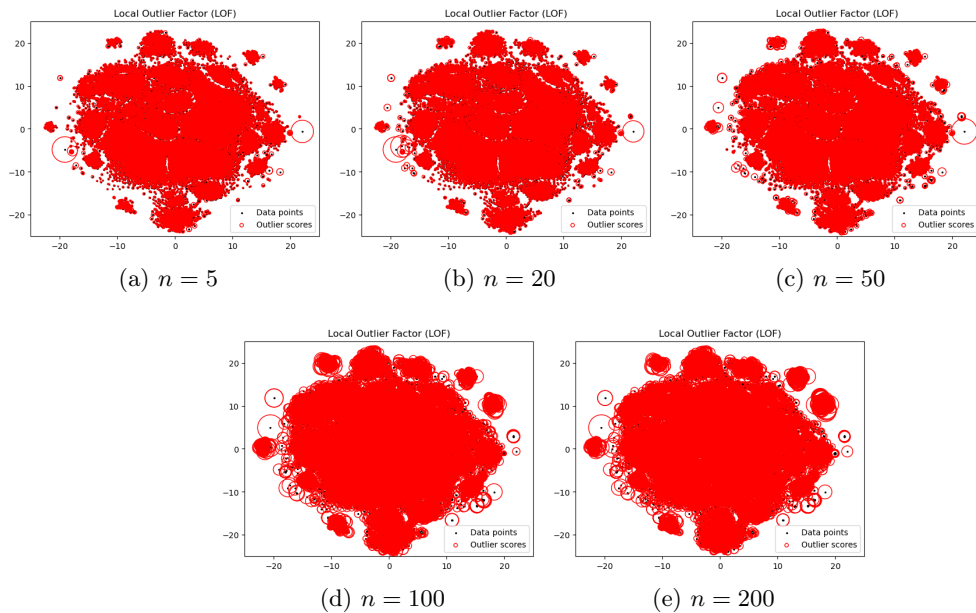 Local Outlier Factor (LOF)
20
10
0
−10
−20
−20
−10
0
10
20
Data points
Outlier scores
(a) n = 5
Local Outlier Factor (LOF)
20
10
0
−10
−20
−20
−10
0
10
20
Data points
Outlier scores
(b) n = 20
Local Outlier Factor (LOF)
20
10
0
−10
−20
−20
−10
0
10
20
Data points
Outlier scores
(c) n = 50
Local Outlier Factor (LOF)
20
10
0
−10
−20
−20
−10
0
10
20
Data points
Outlier scores
(d) n = 100
Local Outlier Factor (LOF)
20
10
0
−10
−20
−20
−10
0
10
20
Data points
Outlier scores
(e) n = 200